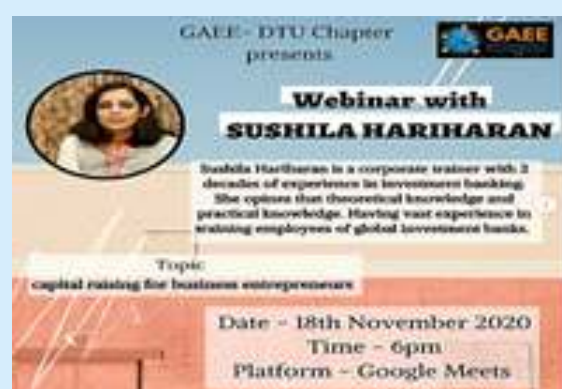 GAEE- DTU Chapter
presents
GAEE
Webinar with
SUSHILA HARIHARAN
Sushila Hariharan is a corporate trainer with 2
decades of experience in investment banking.
She opines that theoretical knowledge and
practical knowledge. Having vast experience in
training employees of global investment banks.
Topic
capital raising for business entrepreneurs
Date - 18th November 2020
Time - 6pm
Platform - Google Meets